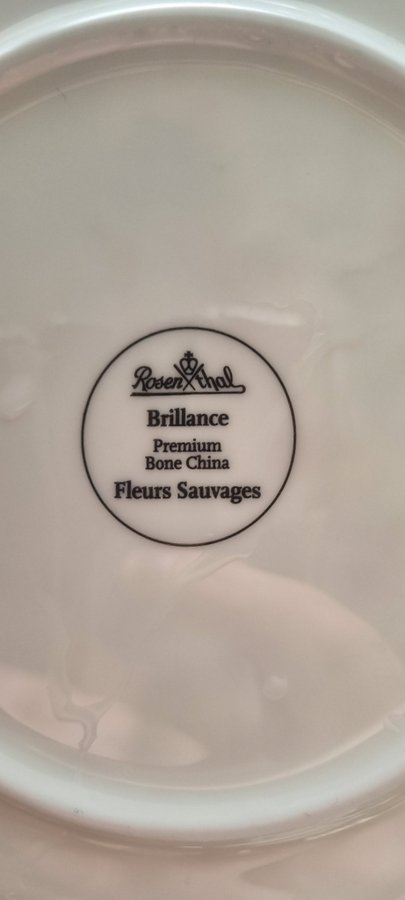 Rosenthal
Brillance
Premium
Bone China
Fleurs Sauvages